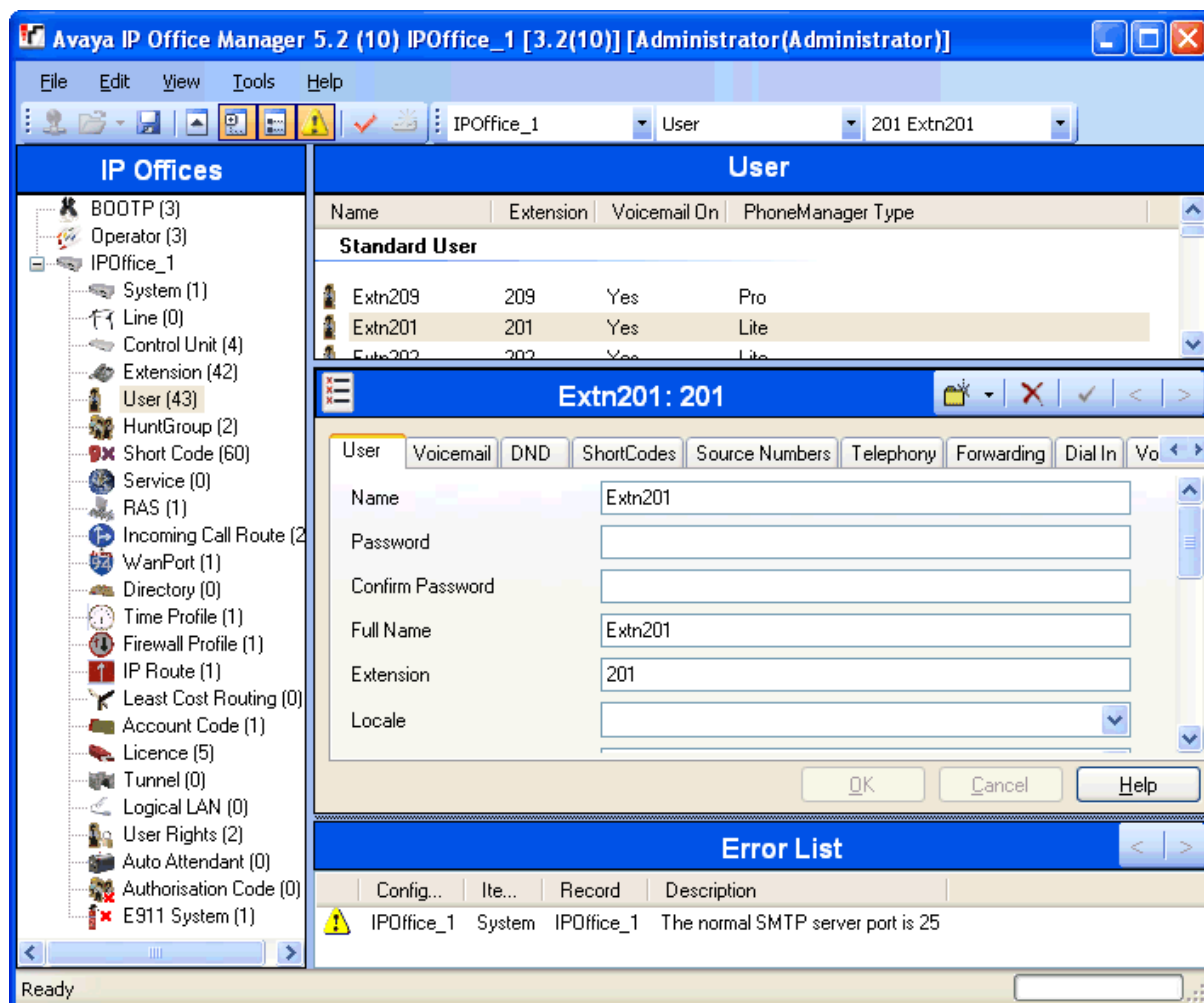 Avaya IP Office Manager 5.2 (10) IPOffice_1 [3.2(10)] [Administrator(Administrator)]
File Edit View Tools Help
IPOffice_1 User 201 Extn201
IP Offices
BOOTP (3)
Operator (3)
IPOffice_1
System (1)
Line (0)
Control Unit (4)
Extension (42)
User (43)
HuntGroup (2)
Short Code (60)
Service (0)
RAS (1)
Incoming Call Route (2
WanPort (1)
Directory (0)
Time Profile (1)
Firewall Profile (1)
IP Route (1)
Least Cost Routing (0)
Account Code (1)
Licence (5)
Tunnel (0)
Logical LAN (0)
User Rights (2)
Auto Attendant (0)
Authorisation Code (0)
E911 System (1)
User
Name Extension Voicemail On PhoneManager Type
Standard User
Extn209 209 Yes Pro
Extn201 201 Yes Lite
Extn202 202 Yes Lite
Extn201: 201
User Voicemail DND ShortCodes Source Numbers Telephony Forwarding Dial In Vo
Name Extn201
Password
Confirm Password
Full Name Extn201
Extension 201
Locale
OK Cancel Help
Error List
Config... Ite... Record Description
IPOffice_1 System IPOffice_1 The normal SMTP server port is 25
Ready